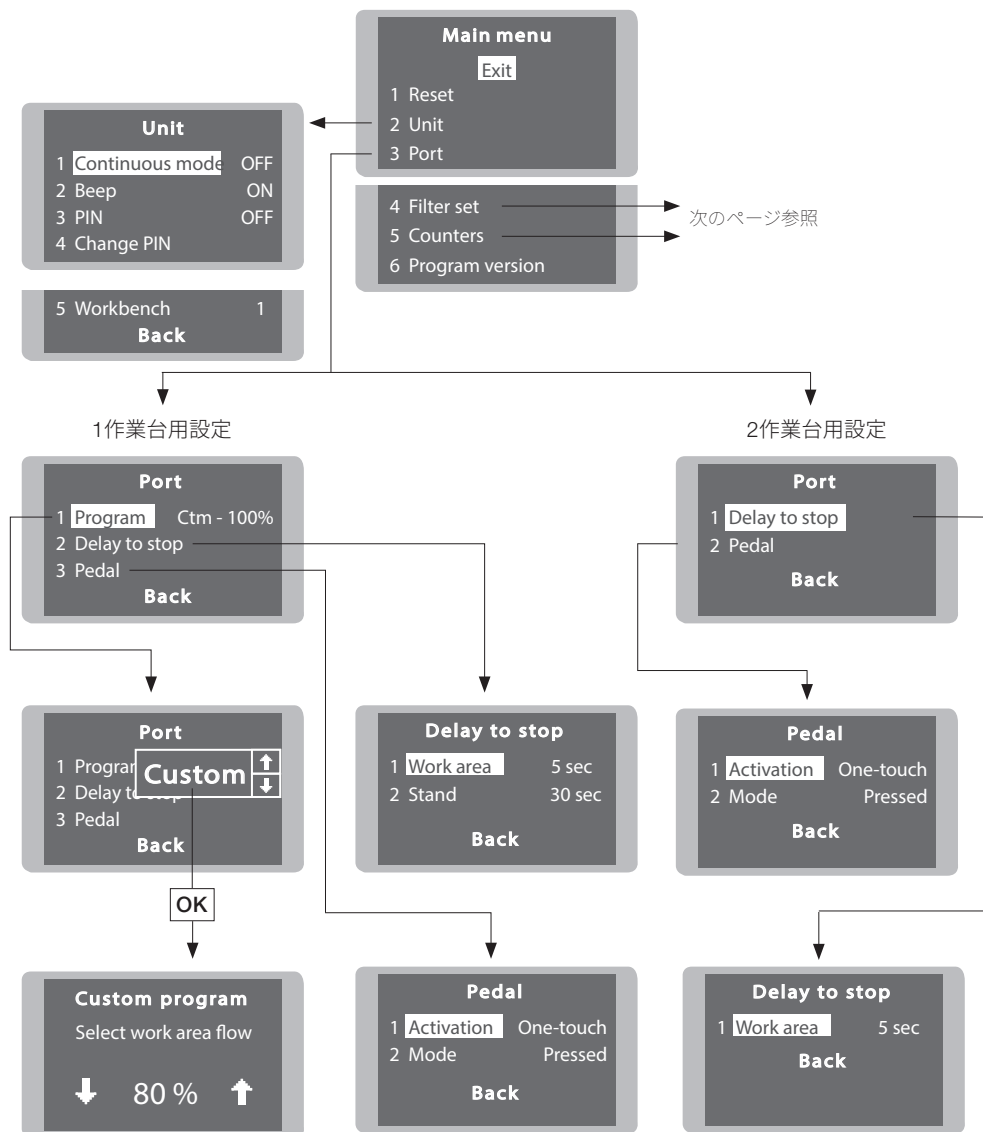 Main menu
Exit
1 Reset
2 Unit
3 Port
4 Filter set
5 Counters
6 Program version
次のページ参照
Unit
1 Continuous mode OFF
2 Beep ON
3 PIN OFF
4 Change PIN
5 Workbench 1
Back
1作業台用設定
2作業台用設定
Port
1 Program Ctm - 100%
2 Delay to stop
3 Pedal
Back
Port
1 Delay to stop
2 Pedal
Back
Port
1 Progra
Custom
2 Delay to stop
3 Pedal
Back
OK
Delay to stop
1 Work area 5 sec
2 Stand 30 sec
Back
Pedal
1 Activation One-touch
2 Mode Pressed
Back
Custom program
Select work area flow
80 %
Pedal
1 Activation One-touch
2 Mode Pressed
Back
Delay to stop
1 Work area 5 sec
Back